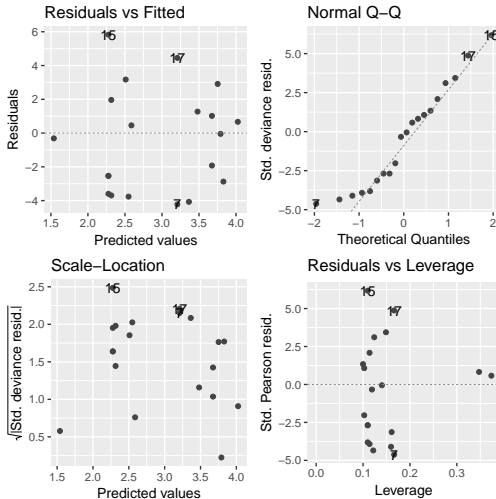 Residuals vs Fitted
Residuals
6
4
2
0
−2
−4
15
17
7
1.5 2.0 2.5 3.0 3.5 4.0
Predicted values
Normal Q−Q
Std. deviance resid.
5.0
2.5
0.0
−2.5
−5.0
15
17
7
−2 −1 0 1 2
Theoretical Quantiles
Scale−Location
√|Std. deviance resid.|
2.5
2.0
1.5
1.0
0.5
15
17
7
1.5 2.0 2.5 3.0 3.5 4.0
Predicted values
Residuals vs Leverage
Std. Pearson resid.
5.0
2.5
0.0
−2.5
−5.0
15
17
7
0.0 0.1 0.2 0.3
Leverage